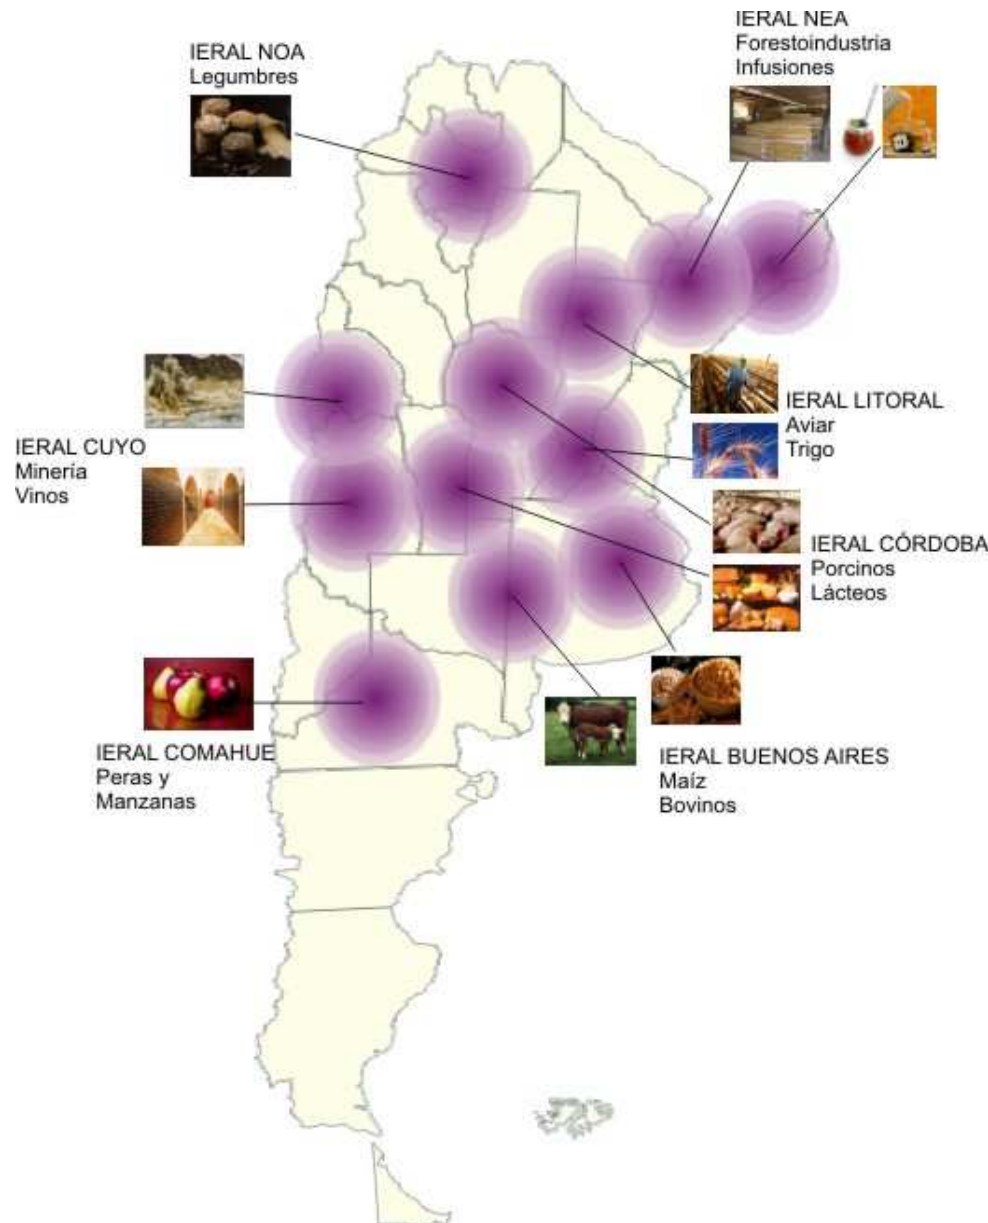 IERAL NOA
Legumbres
IERAL NEA
Forestoindustria
Infusiones
IERAL LITORAL
Aviar
Trigo
IERAL CUYO
Minería
Vinos
IERAL CÓRDOBA
Porcinos
Lácteos
IERAL COMAHUE
Peras y
Manzanas
IERAL BUENOS AIRES
Maíz
Bovinos